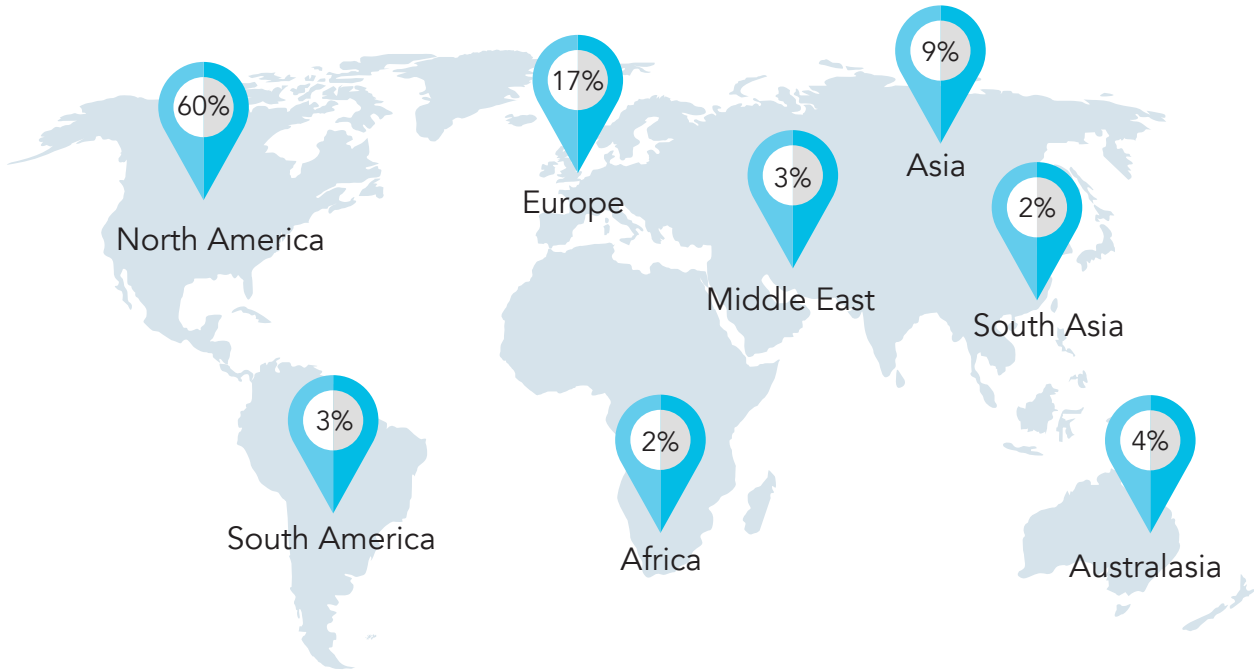 9%
17%
60%
Asia
3%
Europe
2%
North America
Middle East
South Asia
3%
2%
4%
South America
Africa
Australasia